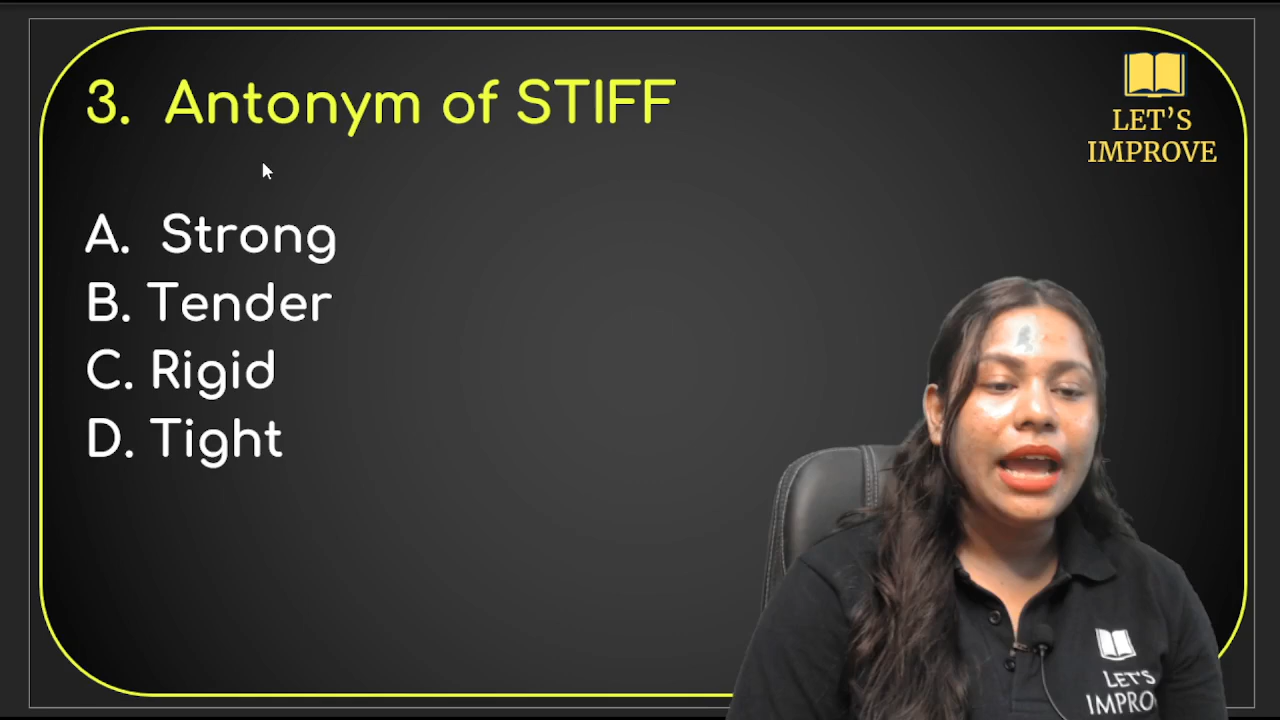 3. Antonym of STIFF
LET'S
IMPROVE
A. Strong
B. Tender
C. Rigid
D. Tight
LET'S
IMPRO